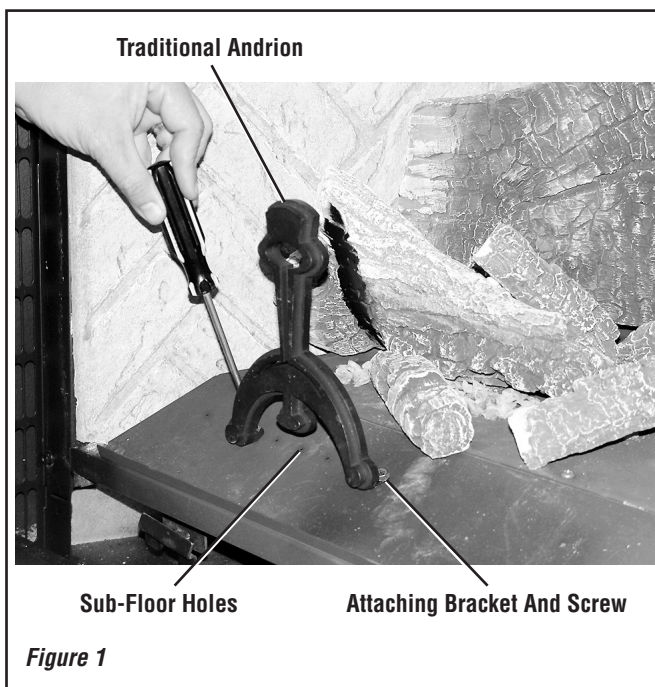 Traditional Andrion
Sub-Floor Holes
Attaching Bracket And Screw
Figure 1